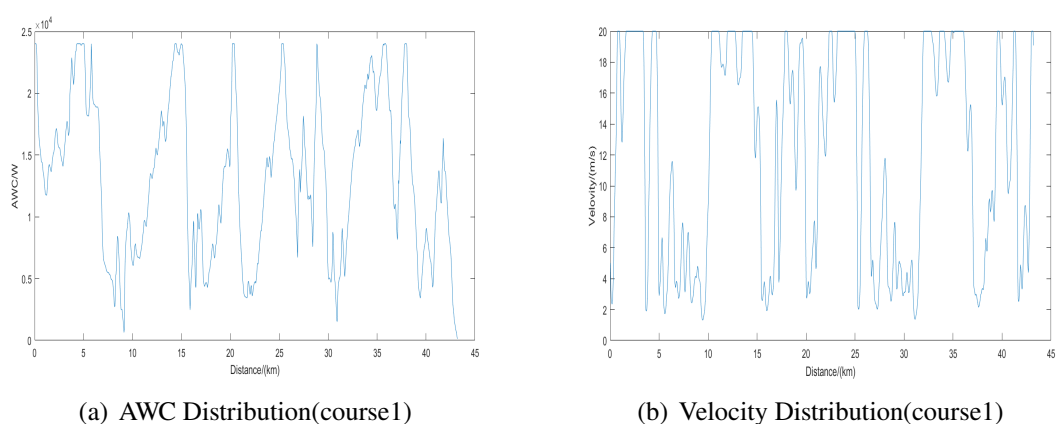 ×10⁴
2.5
2
1.5
1
0.5
0
AWC/W
0 5 10 15 20 25 30 35 40 45
Distance/(km)
(a) AWC Distribution(course1)
20
18
16
14
12
10
8
6
4
2
0
Velovity/(m/s)
0 5 10 15 20 25 30 35 40 45
Distance/(km)
(b) Velocity Distribution(course1)